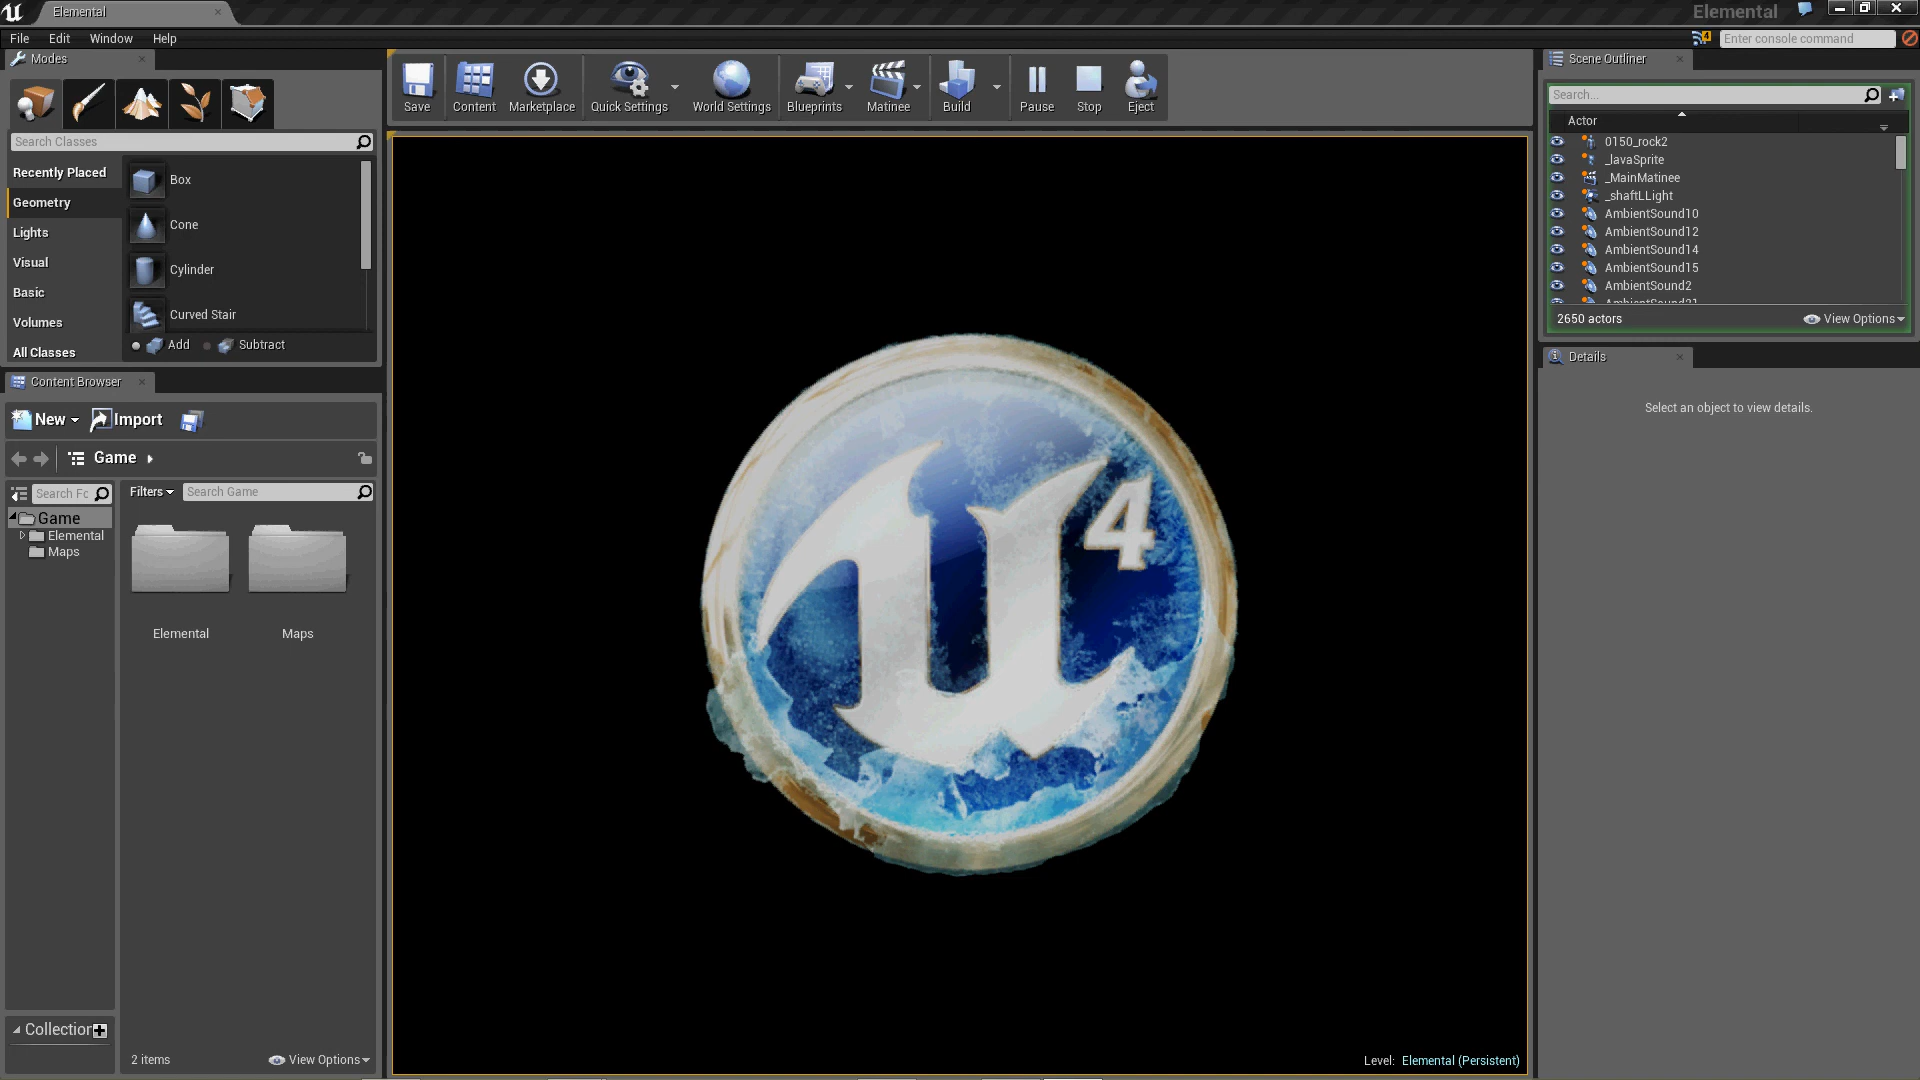 Elemental
Elemental
File Edit Window Help
Enter console command
Modes
Search Classes
Recently Placed
Geometry
Lights
Visual
Basic
Volumes
All Classes
Box
Cone
Cylinder
Curved Stair
Add Subtract
Content Browser
New Import
Game
Search Fc
Filters Search Game
Game
Elemental
Maps
Elemental Maps
Collection
2 items View Options
Save Content Marketplace Quick Settings World Settings Blueprints Matinee Build Pause Stop Eject
4
Level: Elemental (Persistent)
Scene Outliner
Search...
Actor
0150_rock2
_lavaSprite
_MainMatinee
_shaftLLight
AmbientSound10
AmbientSound12
AmbientSound14
AmbientSound15
AmbientSound2
AmbientSound21
2650 actors View Options
Details
Select an object to view details.